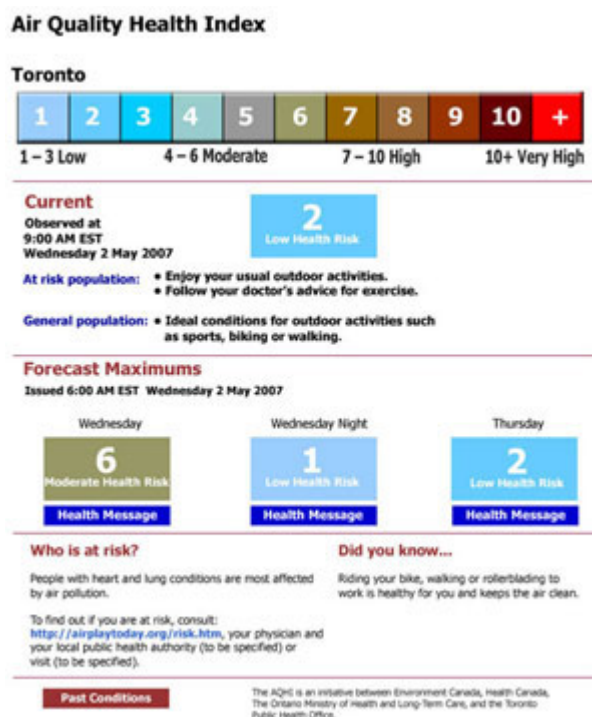 Air Quality Health Index
Toronto
1 2 3 4 5 6 7 8 9 10 +
1 – 3 Low 4 – 6 Moderate 7 – 10 High 10+ Very High
Current
Observed at
9:00 AM EST
Wednesday 2 May 2007
2
Low Health Risk
At risk population: • Enjoy your usual outdoor activities.
• Follow your doctor's advice for exercise.
General population: • Ideal conditions for outdoor activities such
as sports, biking or walking.
Forecast Maximums
Issued 6:00 AM EST Wednesday 2 May 2007
Wednesday Wednesday Night Thursday
6 1 2
Moderate Health Risk Low Health Risk Low Health Risk
Health Message Health Message Health Message
Who is at risk?
People with heart and lung conditions are most affected
by air pollution.
To find out if you are at risk, consult:
http://airplaytoday.org/risk.htm, your physician and
your local public health authority (to be specified) or
visit (to be specified).
Did you know...
Riding your bike, walking or rollerblading to
work is healthy for you and keeps the air clean.
Past Conditions
The AQHI is an initiative between Environment Canada, Health Canada,
The Ontario Ministry of Health and Long-Term Care, and the Toronto
Public Health Office.